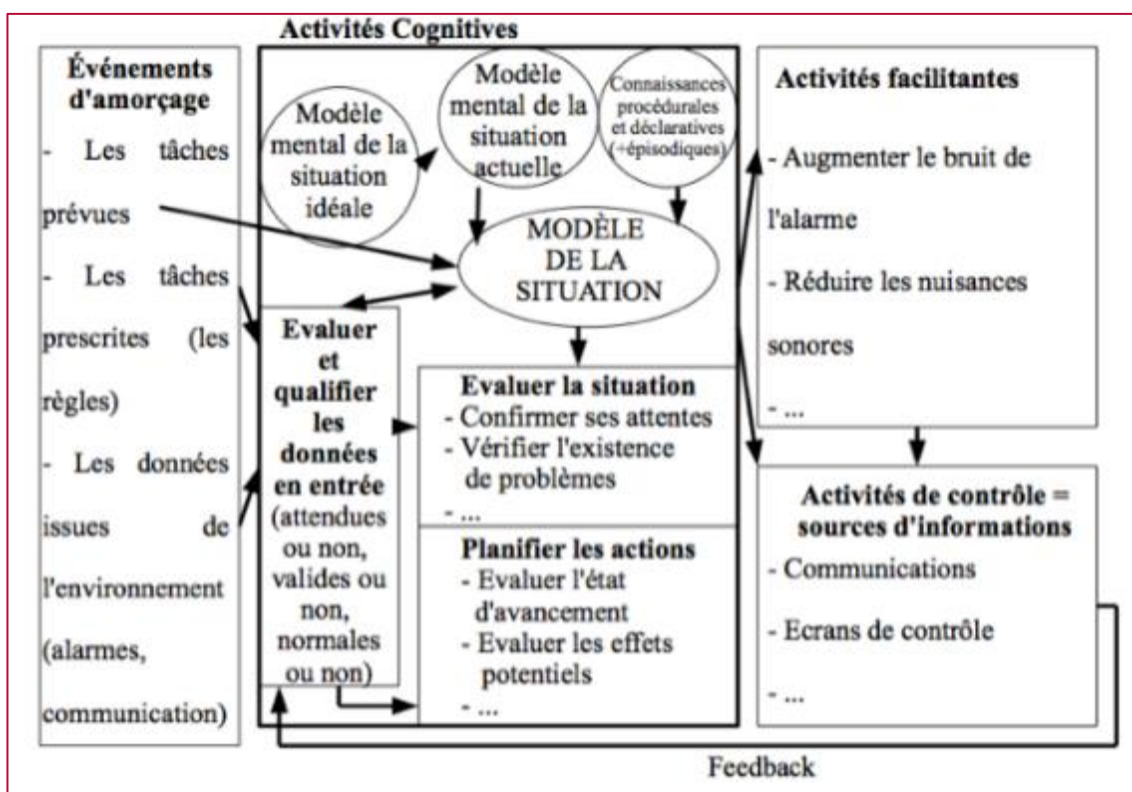 Activités Cognitives
Événements
d'amorçage
- Les tâches
prévues
- Les tâches
prescrites (les
règles)
- Les données
issues de
l'environnement
(alarmes,
communication)
Modèle
mental de la
situation
idéale
Modèle
mental de la
situation
actuelle
Connaissances
procédurales
et déclaratives
(+épisodiques)
MODÈLE
DE LA
SITUATION
Evaluer
et
qualifier
les
données
en entrée
(attendues
ou non,
valides ou
non,
normales
ou non)
Evaluer la situation
- Confirmer ses attentes
- Vérifier l'existence
de problèmes
- ...
Planifier les actions
- Evaluer l'état
d'avancement
- Evaluer les effets
potentiels
- ...
Activités facilitantes
- Augmenter le bruit de
l'alarme
- Réduire les nuisances
sonores
- ...
Activités de contrôle =
sources d'informations
- Communications
- Ecrans de contrôle
- ...
Feedback